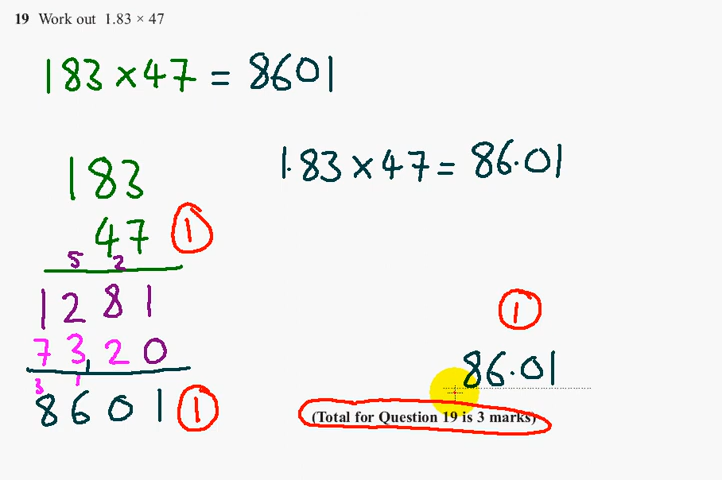 19 Work out 1.83 × 47
183 × 47 = 8601
1.83 × 47 = 86.01
183
47 1
5 2
1281
7320
3 1
8601 1
1
86.01
(Total for Question 19 is 3 marks)